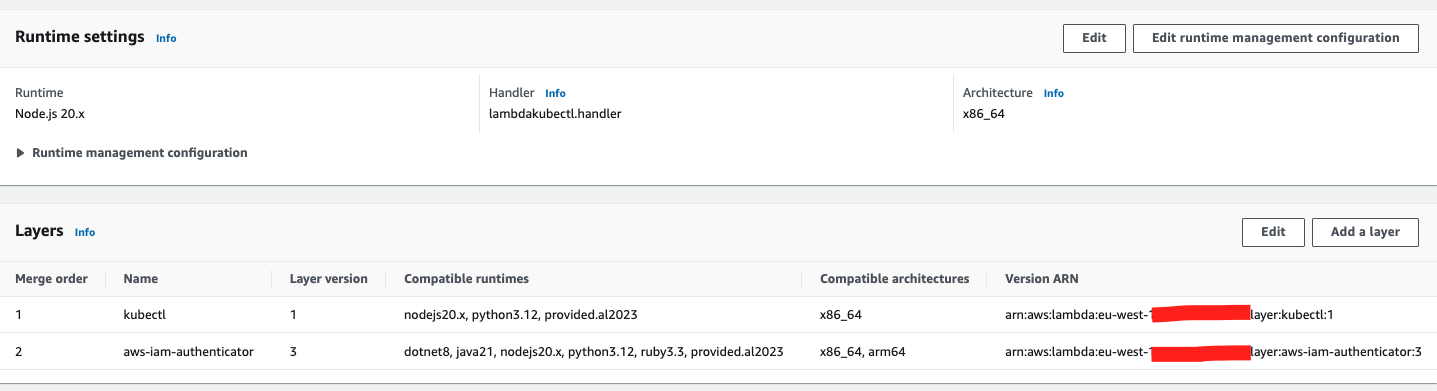 Runtime settings Info Edit Edit runtime management configuration
Runtime Handler Info Architecture Info
Node.js 20.x lambdakubectl.handler x86_64
Runtime management configuration
Layers Info Edit Add a layer
Merge order Name Layer version Compatible runtimes Compatible architectures Version ARN
1 kubectl 1 nodejs20.x, python3.12, provided.al2023 x86_64 arn:aws:lambda:eu-west- layer:kubectl:1
2 aws-iam-authenticator 3 dotnet8, java21, nodejs20.x, python3.12, ruby3.3, provided.al2023 x86_64, arm64 arn:aws:lambda:eu-west- layer:aws-iam-authenticator:3